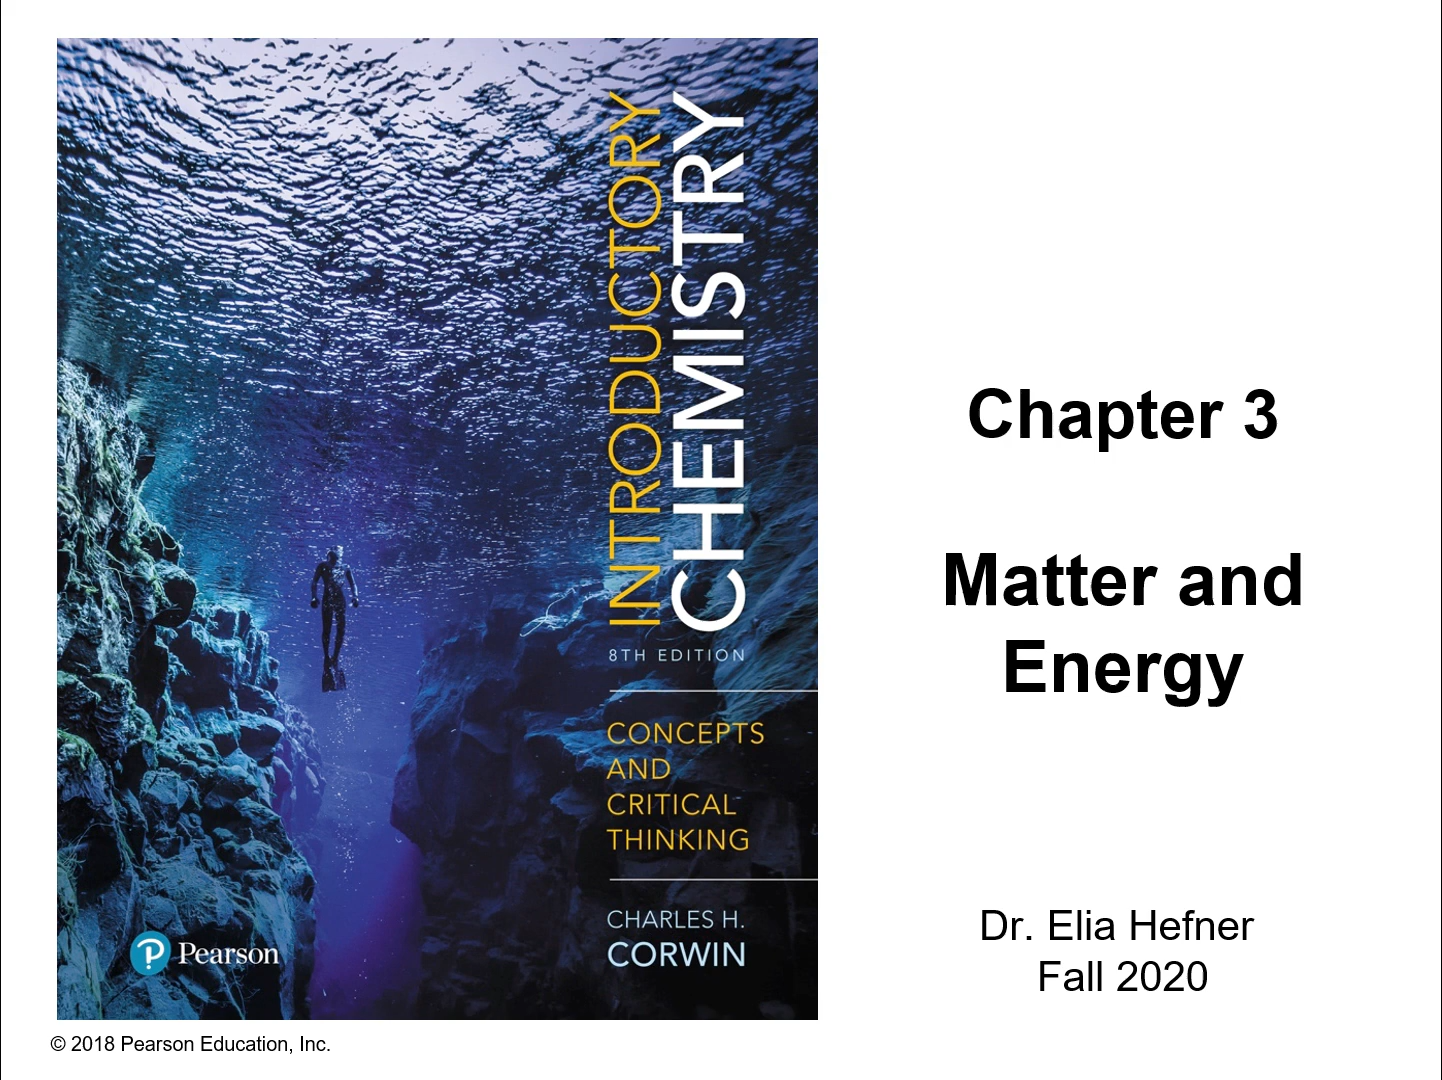 INTRODUCTORY
CHEMISTRY
8TH EDITION
CONCEPTS
AND
CRITICAL
THINKING
CHARLES H.
CORWIN
Pearson
© 2018 Pearson Education, Inc.
Chapter 3
Matter and
Energy
Dr. Elia Hefner
Fall 2020